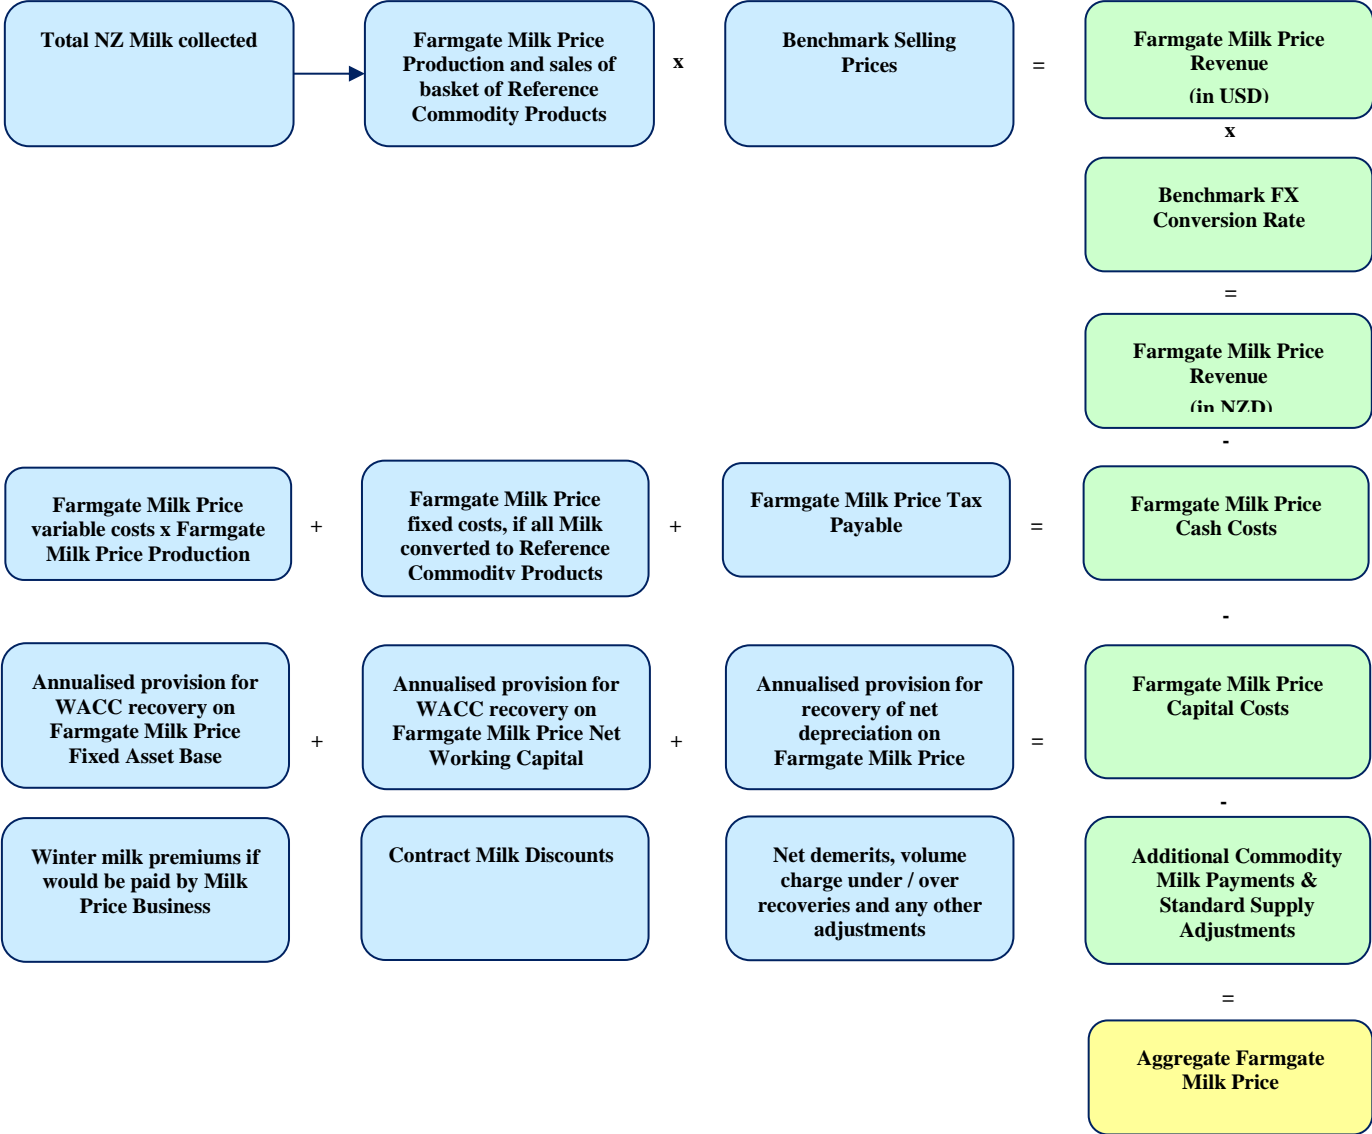 Total NZ Milk collected
Farmgate Milk Price
Production and sales of
basket of Reference
Commodity Products
x
Benchmark Selling
Prices
=
Farmgate Milk Price
Revenue
(in USD)
x
Benchmark FX
Conversion Rate
=
Farmgate Milk Price
Revenue
(in NZD)
-
Farmgate Milk Price
variable costs x Farmgate
Milk Price Production
+
Farmgate Milk Price
fixed costs, if all Milk
converted to Reference
Commodity Products
+
Farmgate Milk Price Tax
Payable
=
Farmgate Milk Price
Cash Costs
-
Annualised provision for
WACC recovery on
Farmgate Milk Price
Fixed Asset Base
+
Annualised provision for
WACC recovery on
Farmgate Milk Price Net
Working Capital
+
Annualised provision for
recovery of net
depreciation on
Farmgate Milk Price
=
Farmgate Milk Price
Capital Costs
-
Winter milk premiums if
would be paid by Milk
Price Business
Contract Milk Discounts
Net demerits, volume
charge under / over
recoveries and any other
adjustments
Additional Commodity
Milk Payments &
Standard Supply
Adjustments
=
Aggregate Farmgate
Milk Price